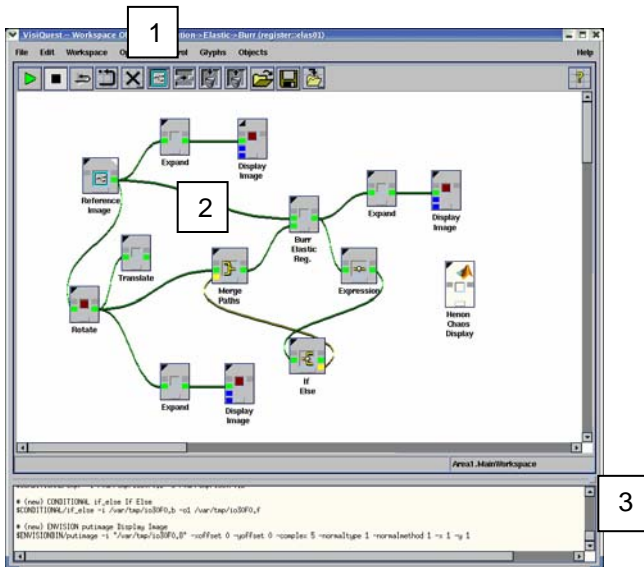 1
VisiQuest – Workspace
tion->Elastic->Burr (register::elas01)
File Edit Workspace Glyphs Objects Help
Expand
Display
Image
Reference
Image
2
Expand
Display
Image
Burr
Elastic
Reg.
Translate
Merge
Paths
Expression
Rotate
Henon
Chaos
Display
If
Else
Expand
Display
Image
Area1.MainWorkspace
3
# (new) CONDITIONAL if_else If Else
$CONDITIONAL/if_else -i /var/tmp/io30F0,b -o1 /var/tmp/io30F0,f
# (new) ENVISION putimage Display Image
$ENVISIONBIN/putimage -i "/var/tmp/io30F0,8" -xoffset 0 -yoffset 0 -complex 5 -normaltype 1 -normalmethod 1 -x 1 -y 1